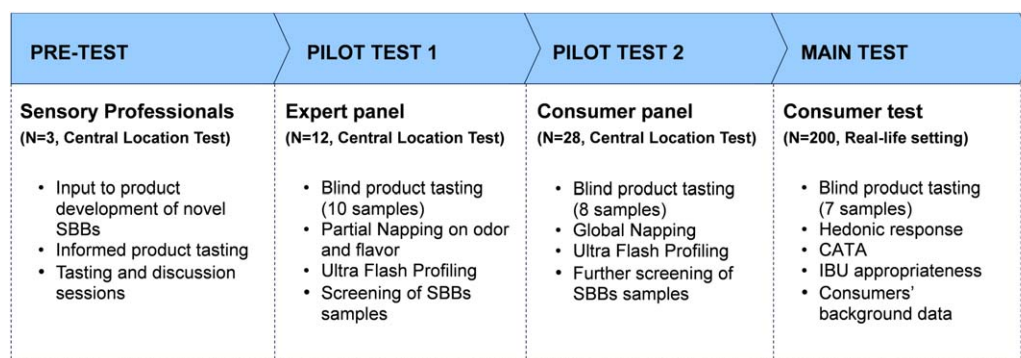 PRE-TEST
PILOT TEST 1
PILOT TEST 2
MAIN TEST
Sensory Professionals
(N=3, Central Location Test)
• Input to product
development of novel
SBBs
• Informed product tasting
• Tasting and discussion
sessions
Expert panel
(N=12, Central Location Test)
• Blind product tasting
(10 samples)
• Partial Napping on odor
and flavor
• Ultra Flash Profiling
• Screening of SBBs
samples
Consumer panel
(N=28, Central Location Test)
• Blind product tasting
(8 samples)
• Global Napping
• Ultra Flash Profiling
• Further screening of
SBBs samples
Consumer test
(N=200, Real-life setting)
• Blind product tasting
(7 samples)
• Hedonic response
• CATA
• IBU appropriateness
• Consumers'
background data